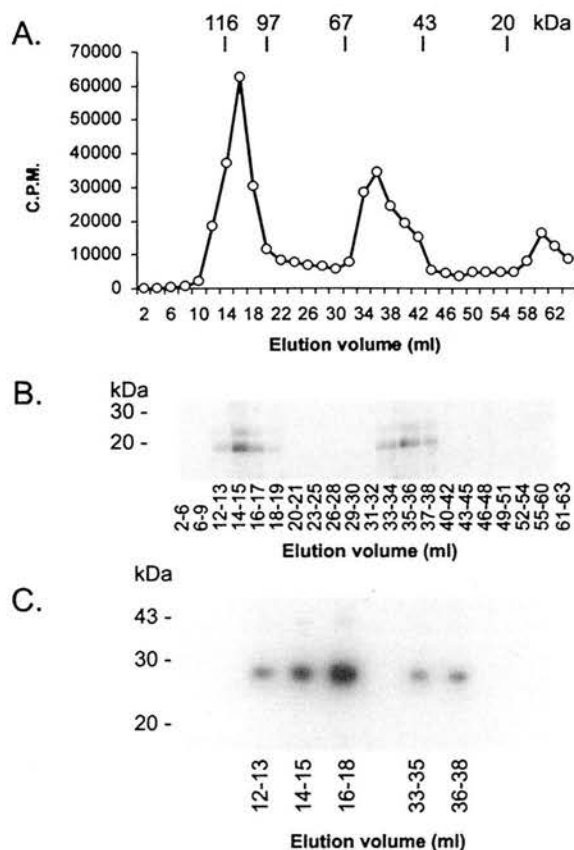 A.
116 97 67 43 20 kDa
70000
60000
50000
40000
30000
20000
10000
0
C.P.M.
2 6 10 14 18 22 26 30 34 38 42 46 50 54 58 62
Elution volume (ml)
B.
kDa
30 -
20 -
2-6 6-9 12-13 14-15 16-17 18-19 20-21 23-25 26-28 29-30 31-32 33-34 35-36 37-38 40-42 43-45 46-48 49-51 52-54 55-60 61-63
Elution volume (ml)
C.
kDa
43 -
30 -
20 -
12-13 14-15 16-18 33-35 36-38
Elution volume (ml)